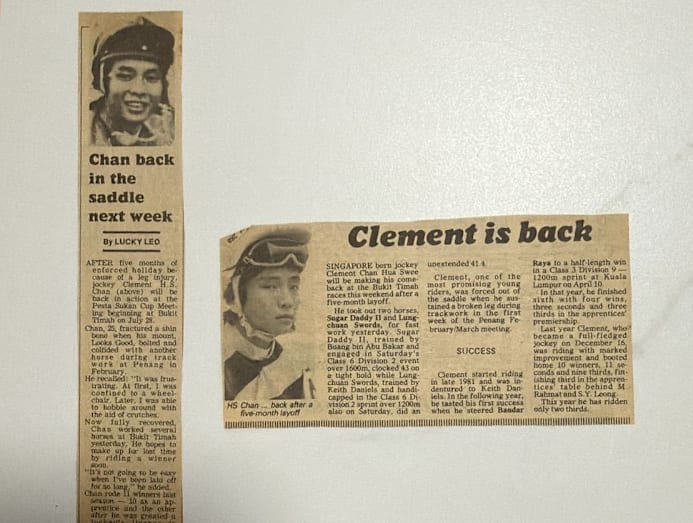 Chan back
in the
saddle
next week
By LUCKY LEO
AFTER five months of
enforced holiday be-
cause of a leg injury,
jockey Clement H.S.
Chan (above) will be
back in action at the
Pesta Sukan Cup Meet-
ing beginning at Bukit
Timah on July 28.
Chan, 25, fractured a shin
bone when his mount,
Looks Good, bolted and
collided with another
horse during track
work at Penang in
February.
He recalled: "It was frus-
trating. At first, I was
confined to a wheel-
chair. Later, I was able
to hobble around with
the aid of crutches.
Now fully recovered,
Chan worked several
horses at Bukit Timah
yesterday. He hopes to
make up for lost time
by riding a winner
soon.
"It's not going to be easy
when I've been laid off
for so long," he added.
Chan rode 11 winners last
season — 10 as an ap-
prentice and the other
after he was granted a
Clement is back
HS Chan ... back after a
five-month layoff
SINGAPORE born jockey
Clement Chan Hua Swee
will be making his come-
back at the Bukit Timah
races this weekend after a
five-month layoff.
He took out two horses,
Sugar Daddy II and Lung-
chuan Swords, for fast
work yesterday. Sugar
Daddy II, trained by
Boang bin Abu Bakar and
engaged in Saturday's
Class 6 Division 2 event
over 1600m, clocked 43 on
a tight hold while Lung-
chuan Swords, trained by
Keith Daniels and handi-
capped in the Class 6 Di-
vision 2 sprint over 1200m
also on Saturday, did an
unextended 41.4.
Clement, one of the
most promising young
riders, was forced out of
the saddle when he sus-
tained a broken leg during
trackwork in the first
week of the Penang Fe-
bruary/March meeting.
SUCCESS
Clement started riding
in late 1981 and was in-
dentured to Keith Dan-
iels. In the following year,
he tasted his first success
when he steered Bandar
Raya to a half-length win
in a Class 3 Division 9 —
1200m sprint at Kuala
Lumpur on April 10.
In that year, he finished
sixth with four wins,
three seconds and three
thirds in the apprentices'
premiership.
Last year Clement, who
became a full-fledged
jockey on December 16,
was riding with marked
improvement and booted
home 10 winners, 11 sec-
onds and nine thirds, fin-
ishing third in the appren-
tices' table behind M.
Rahmat and S.Y. Leong.
This year he has ridden
only two thirds.